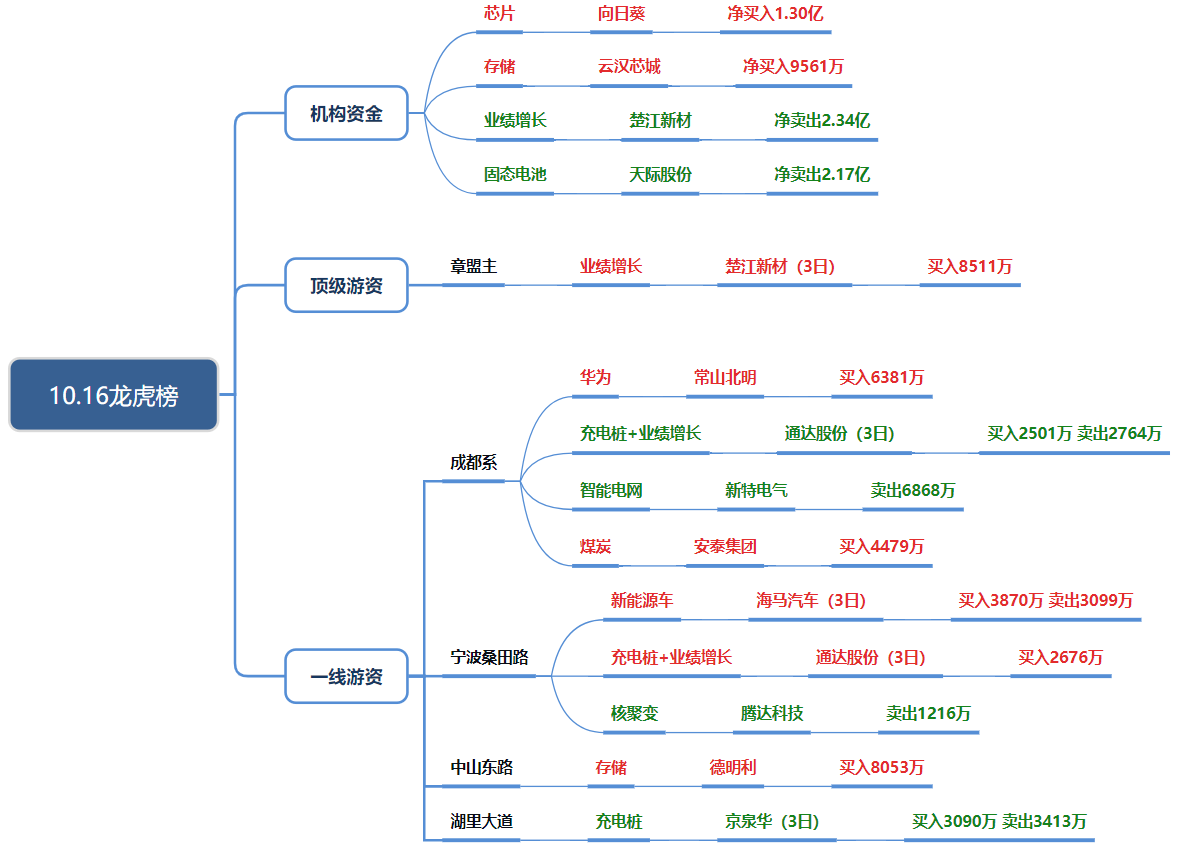 10.16龙虎榜
机构资金
芯片 向日葵 净买入1.30亿
存储 云汉芯城 净买入9561万
业绩增长 楚江新材 净卖出2.34亿
固态电池 天际股份 净卖出2.17亿
顶级游资
章盟主 业绩增长 楚江新材（3日） 买入8511万
一线游资
成都系
华为 常山北明 买入6381万
充电桩+业绩增长 通达股份（3日） 买入2501万 卖出2764万
智能电网 新特电气 卖出6868万
煤炭 安泰集团 买入4479万
宁波桑田路
新能源车 海马汽车（3日） 买入3870万 卖出3099万
充电桩+业绩增长 通达股份（3日） 买入2676万
核聚变 腾达科技 卖出1216万
中山东路 存储 德明利 买入8053万
湖里大道 充电桩 京泉华（3日） 买入3090万 卖出3413万